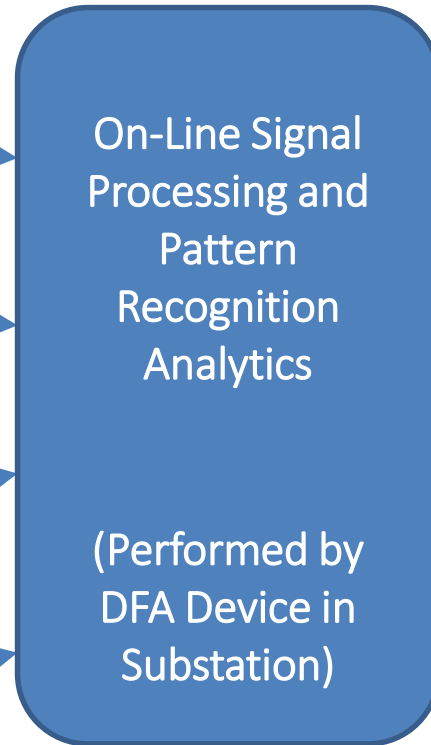 On-Line Signal
Processing and
Pattern
Recognition
Analytics
(Performed by
DFA Device in
Substation)